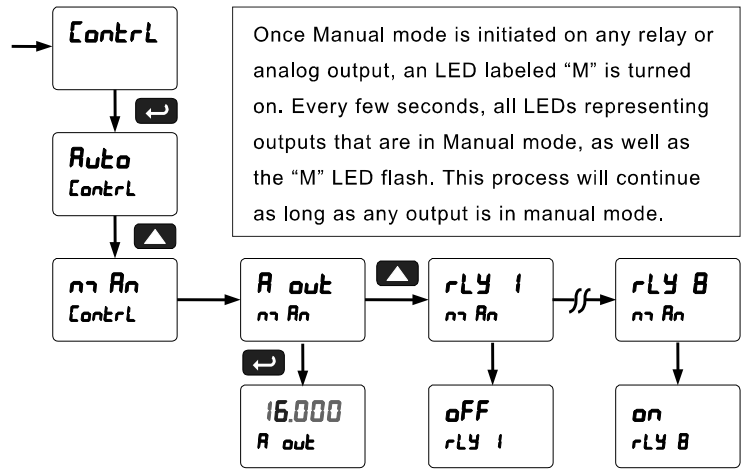 Contrl
Once Manual mode is initiated on any relay or
analog output, an LED labeled “M” is turned
on. Every few seconds, all LEDs representing
outputs that are in Manual mode, as well as
the “M” LED flash. This process will continue
as long as any output is in manual mode.
Auto
Contrl
mAn
Contrl
A out
mAn
rLY 1
mAn
rLY 8
mAn
16.000
A out
oFF
rLY 1
on
rLY 8